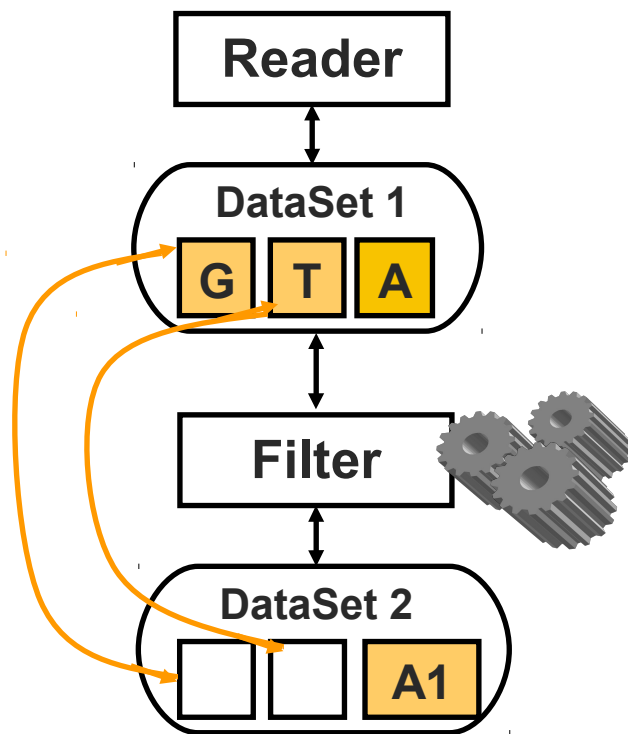 Reader
DataSet 1
G T A
Filter
DataSet 2
A1